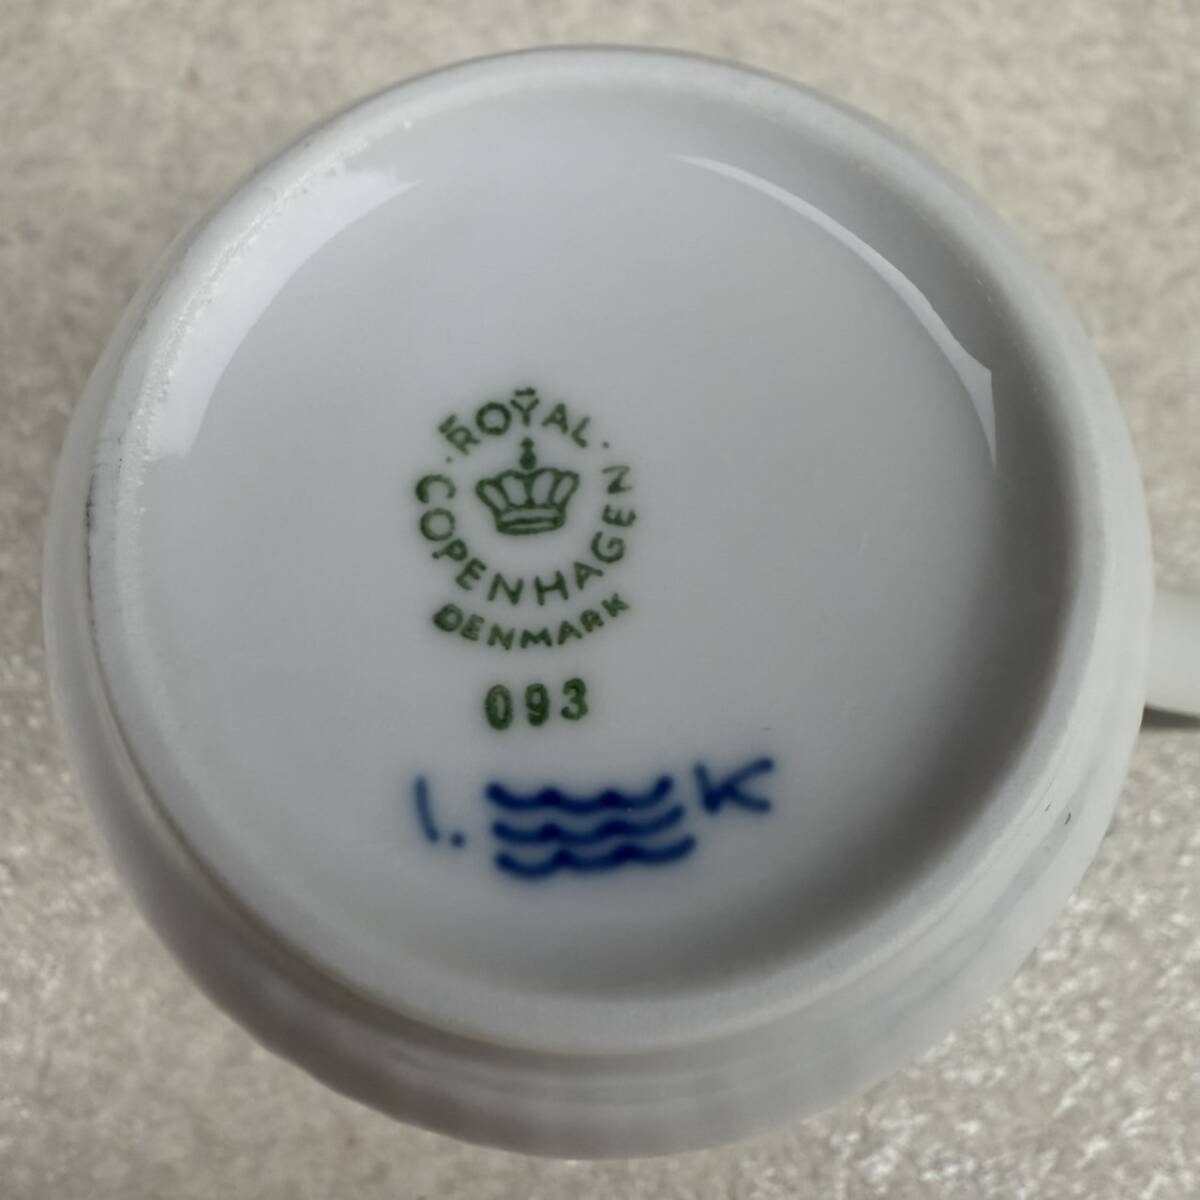 ROYAL
COPENHAGEN
DENMARK
093
I. K